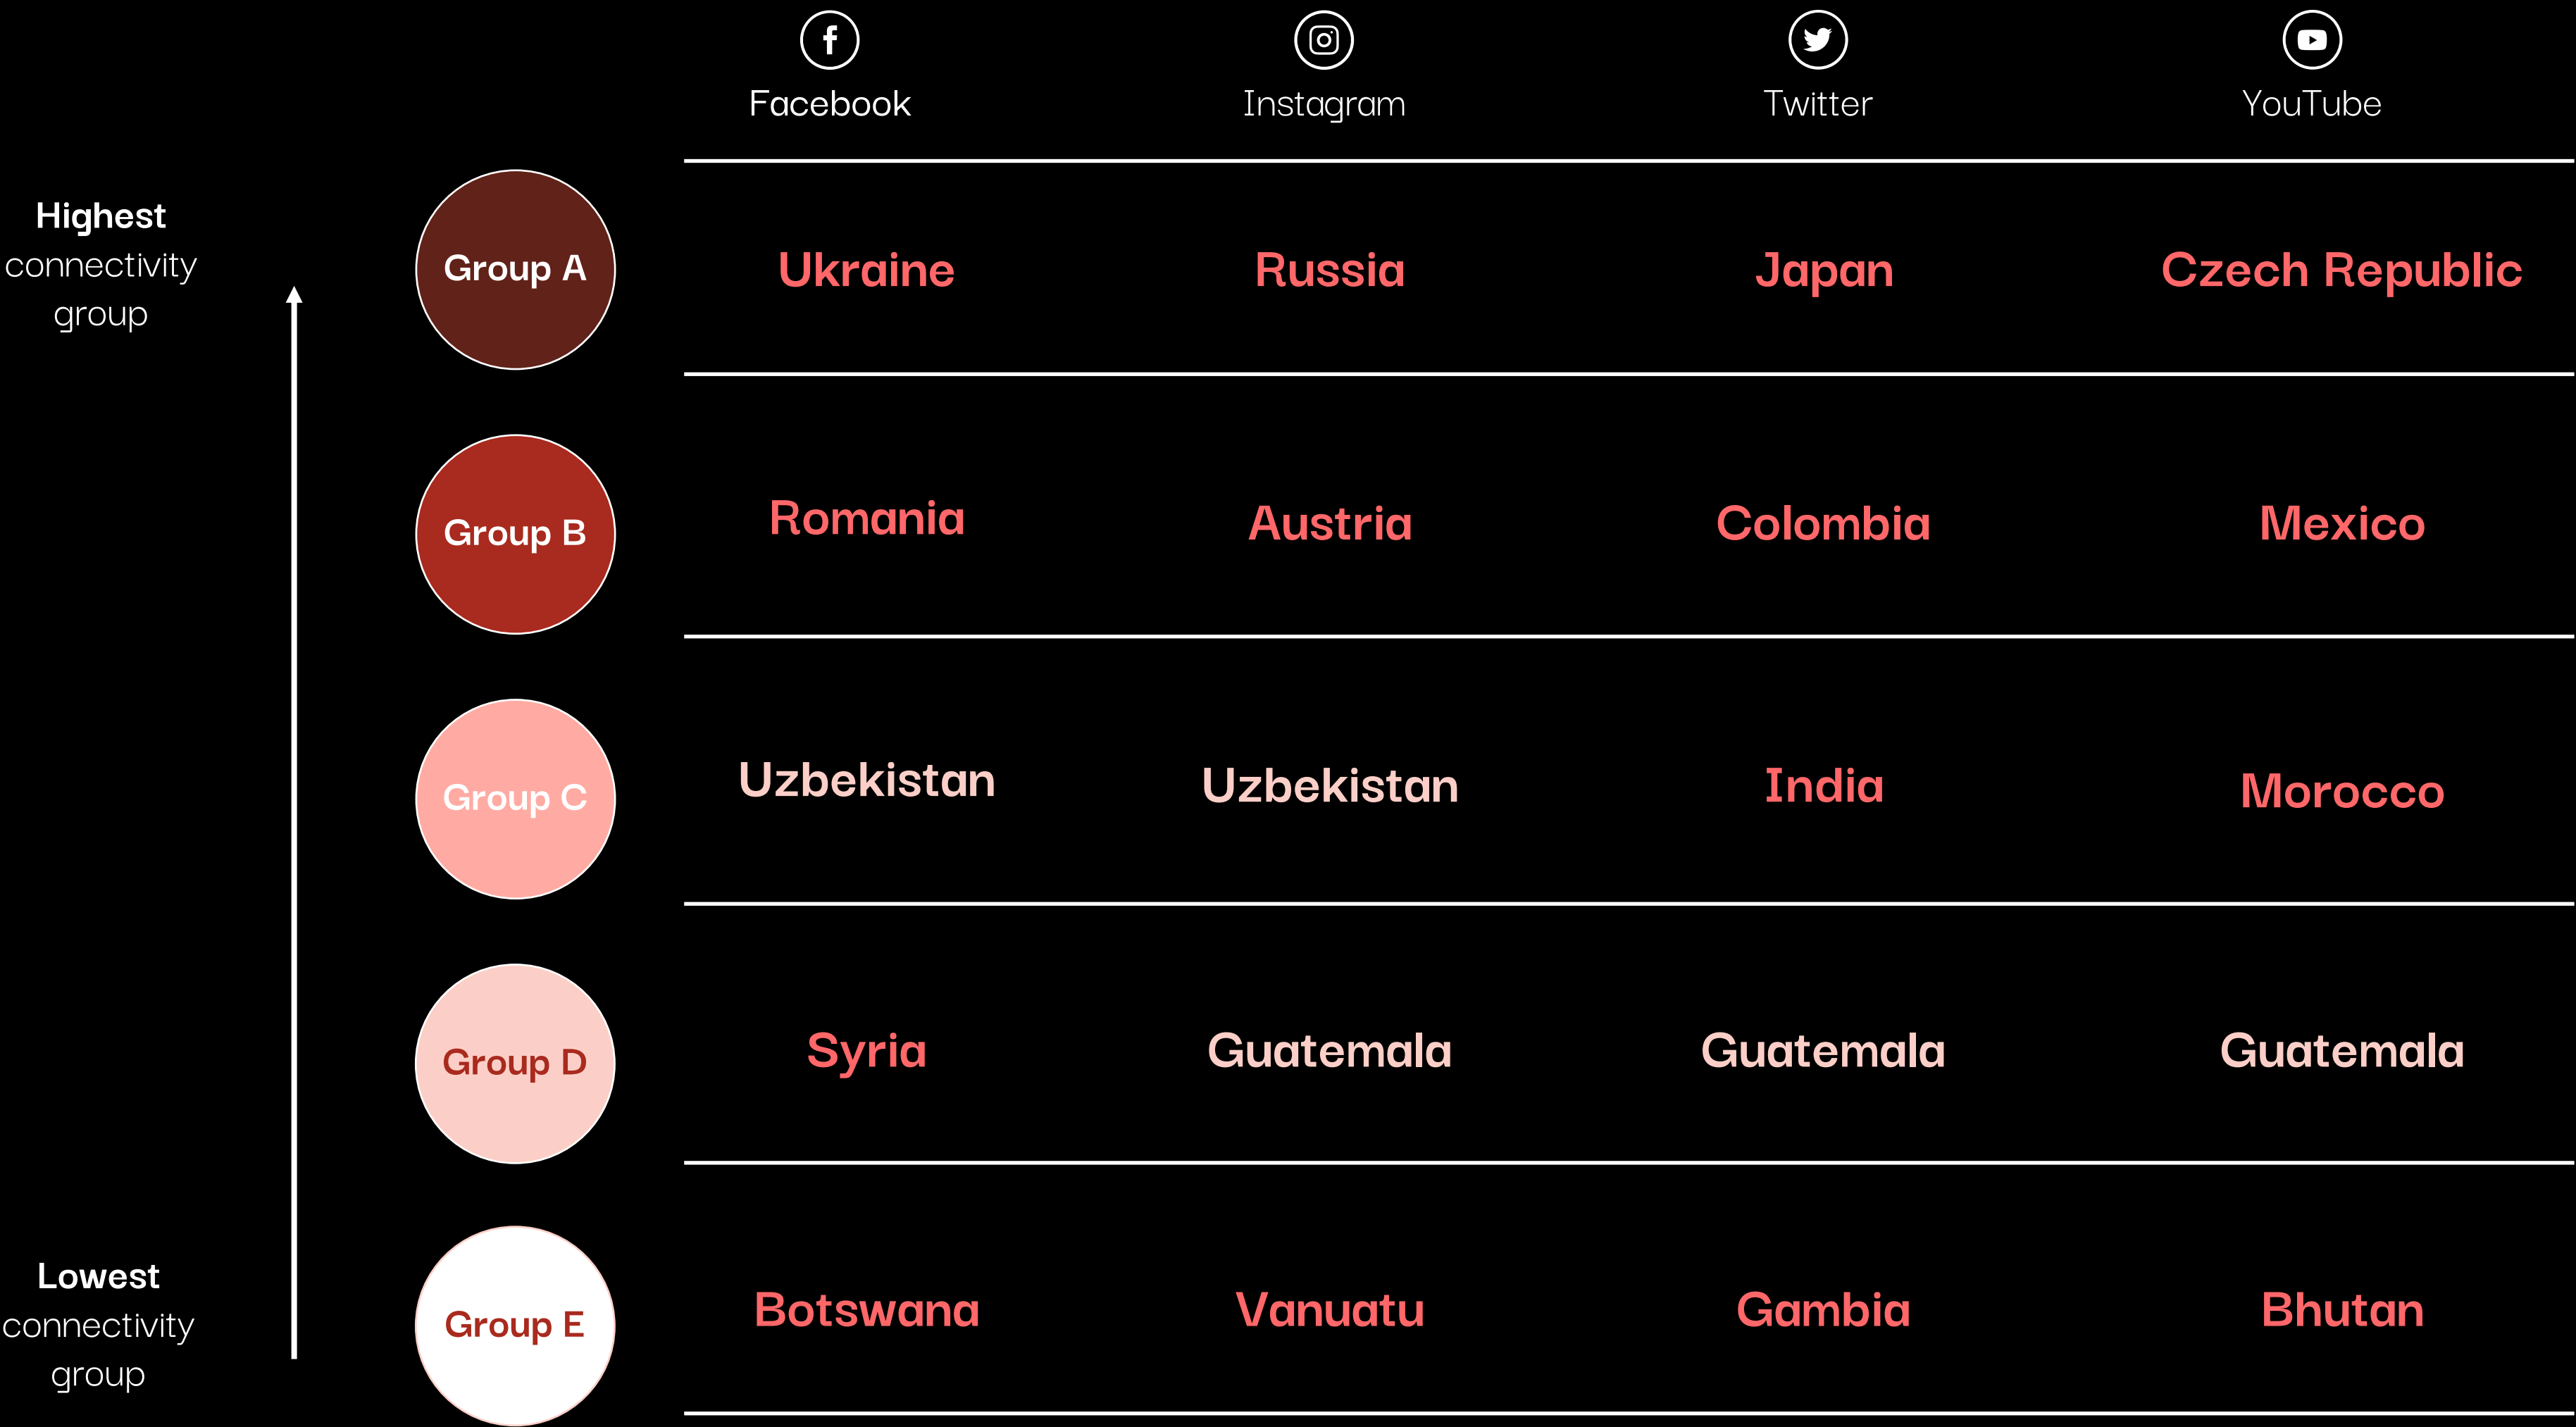 Facebook Instagram Twitter YouTube
Highest
connectivity
group
Group A Ukraine Russia Japan Czech Republic
Group B Romania Austria Colombia Mexico
Group C Uzbekistan Uzbekistan India Morocco
Group D Syria Guatemala Guatemala Guatemala
Lowest
connectivity
group
Group E Botswana Vanuatu Gambia Bhutan